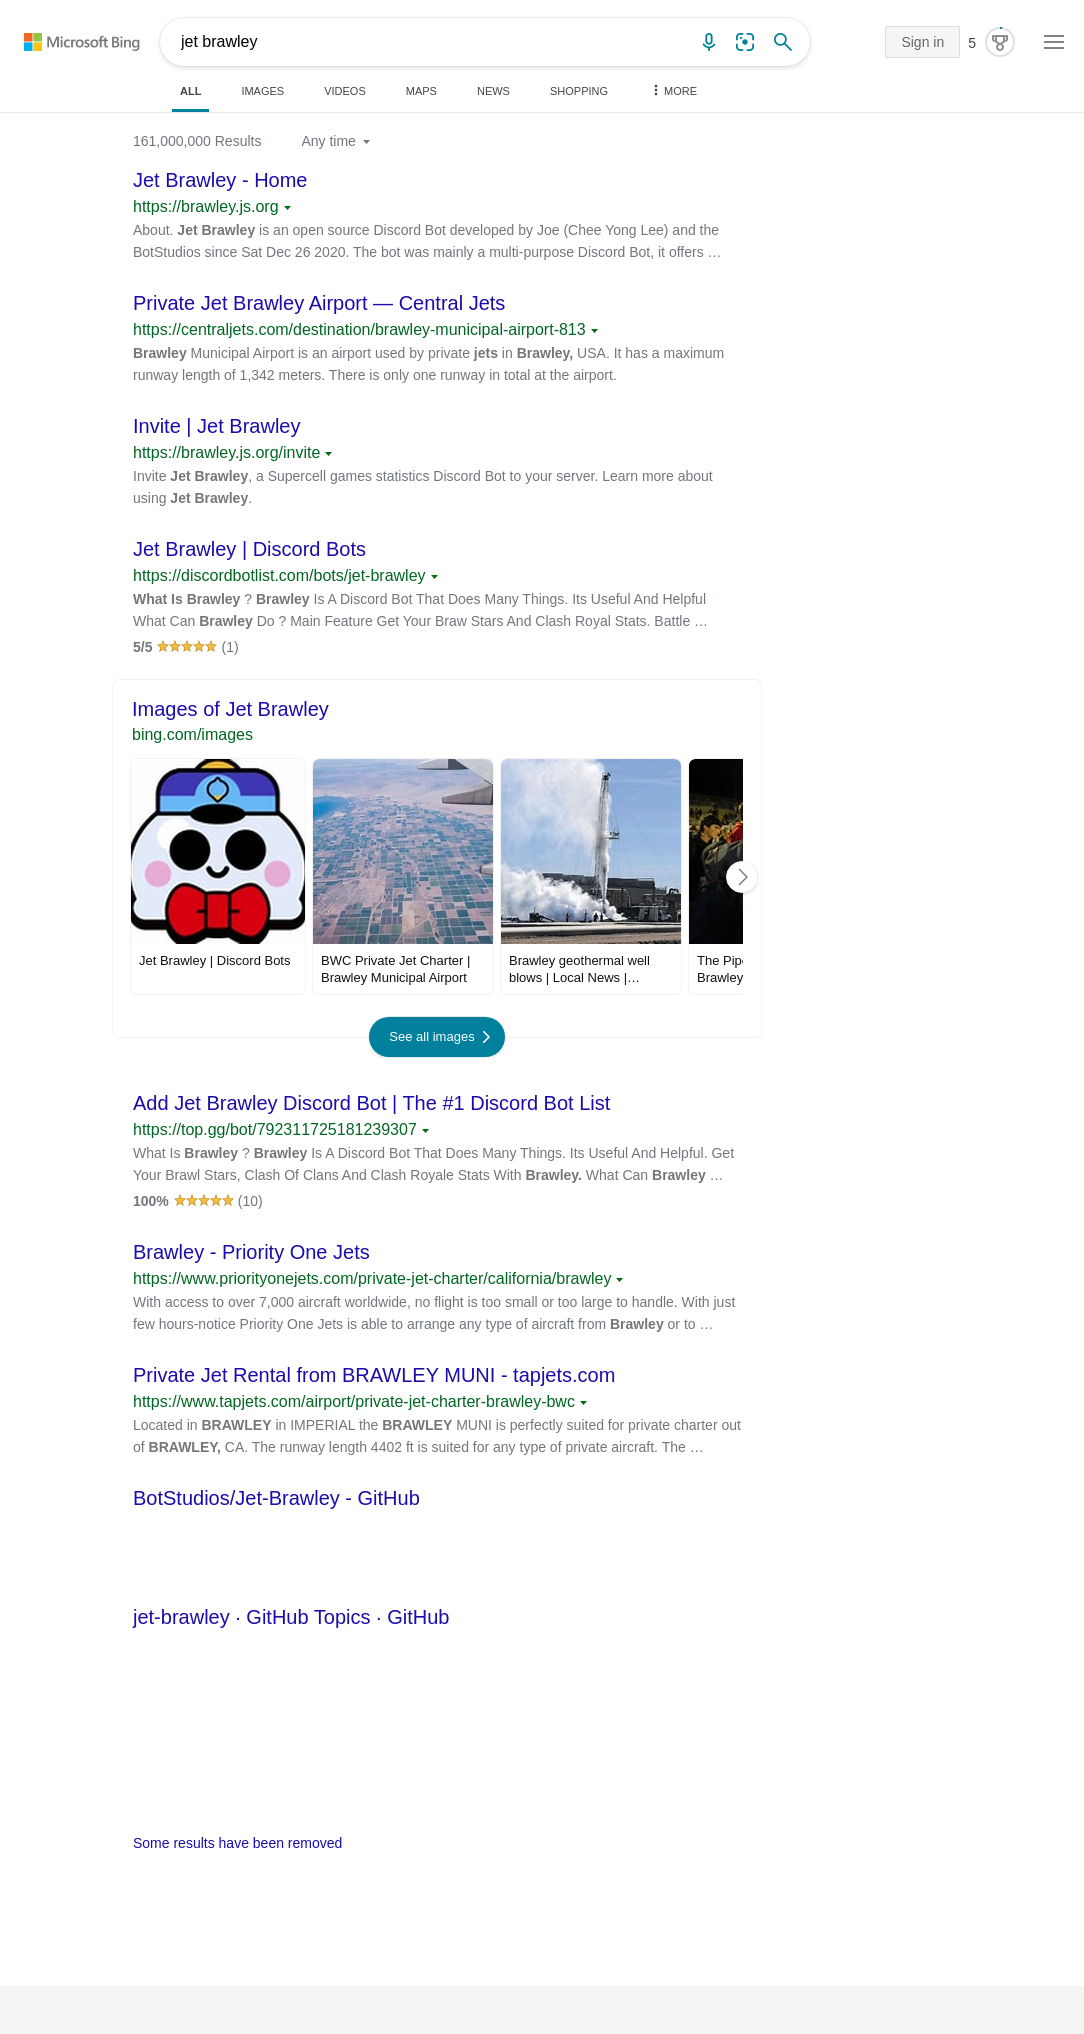 Microsoft Bing
jet brawley
Sign in
5
ALL
IMAGES
VIDEOS
MAPS
NEWS
SHOPPING
MORE
161,000,000 Results
Any time
Jet Brawley - Home
https://brawley.js.org
About. Jet Brawley is an open source Discord Bot developed by Joe (Chee Yong Lee) and the
BotStudios since Sat Dec 26 2020. The bot was mainly a multi-purpose Discord Bot, it offers …
Private Jet Brawley Airport — Central Jets
https://centraljets.com/destination/brawley-municipal-airport-813
Brawley Municipal Airport is an airport used by private jets in Brawley, USA. It has a maximum
runway length of 1,342 meters. There is only one runway in total at the airport.
Invite | Jet Brawley
https://brawley.js.org/invite
Invite Jet Brawley, a Supercell games statistics Discord Bot to your server. Learn more about
using Jet Brawley.
Jet Brawley | Discord Bots
https://discordbotlist.com/bots/jet-brawley
What Is Brawley ? Brawley Is A Discord Bot That Does Many Things. Its Useful And Helpful
What Can Brawley Do ? Main Feature Get Your Braw Stars And Clash Royal Stats. Battle …
5/5 (1)
Images of Jet Brawley
bing.com/images
Jet Brawley | Discord Bots
BWC Private Jet Charter |
Brawley Municipal Airport
Brawley geothermal well
blows | Local News |…
The Pip
Brawley
See all images
Add Jet Brawley Discord Bot | The #1 Discord Bot List
https://top.gg/bot/792311725181239307
What Is Brawley ? Brawley Is A Discord Bot That Does Many Things. Its Useful And Helpful. Get
Your Brawl Stars, Clash Of Clans And Clash Royale Stats With Brawley. What Can Brawley …
100% (10)
Brawley - Priority One Jets
https://www.priorityonejets.com/private-jet-charter/california/brawley
With access to over 7,000 aircraft worldwide, no flight is too small or too large to handle. With just
few hours-notice Priority One Jets is able to arrange any type of aircraft from Brawley or to …
Private Jet Rental from BRAWLEY MUNI - tapjets.com
https://www.tapjets.com/airport/private-jet-charter-brawley-bwc
Located in BRAWLEY in IMPERIAL the BRAWLEY MUNI is perfectly suited for private charter out
of BRAWLEY, CA. The runway length 4402 ft is suited for any type of private aircraft. The …
BotStudios/Jet-Brawley - GitHub
jet-brawley · GitHub Topics · GitHub
Some results have been removed